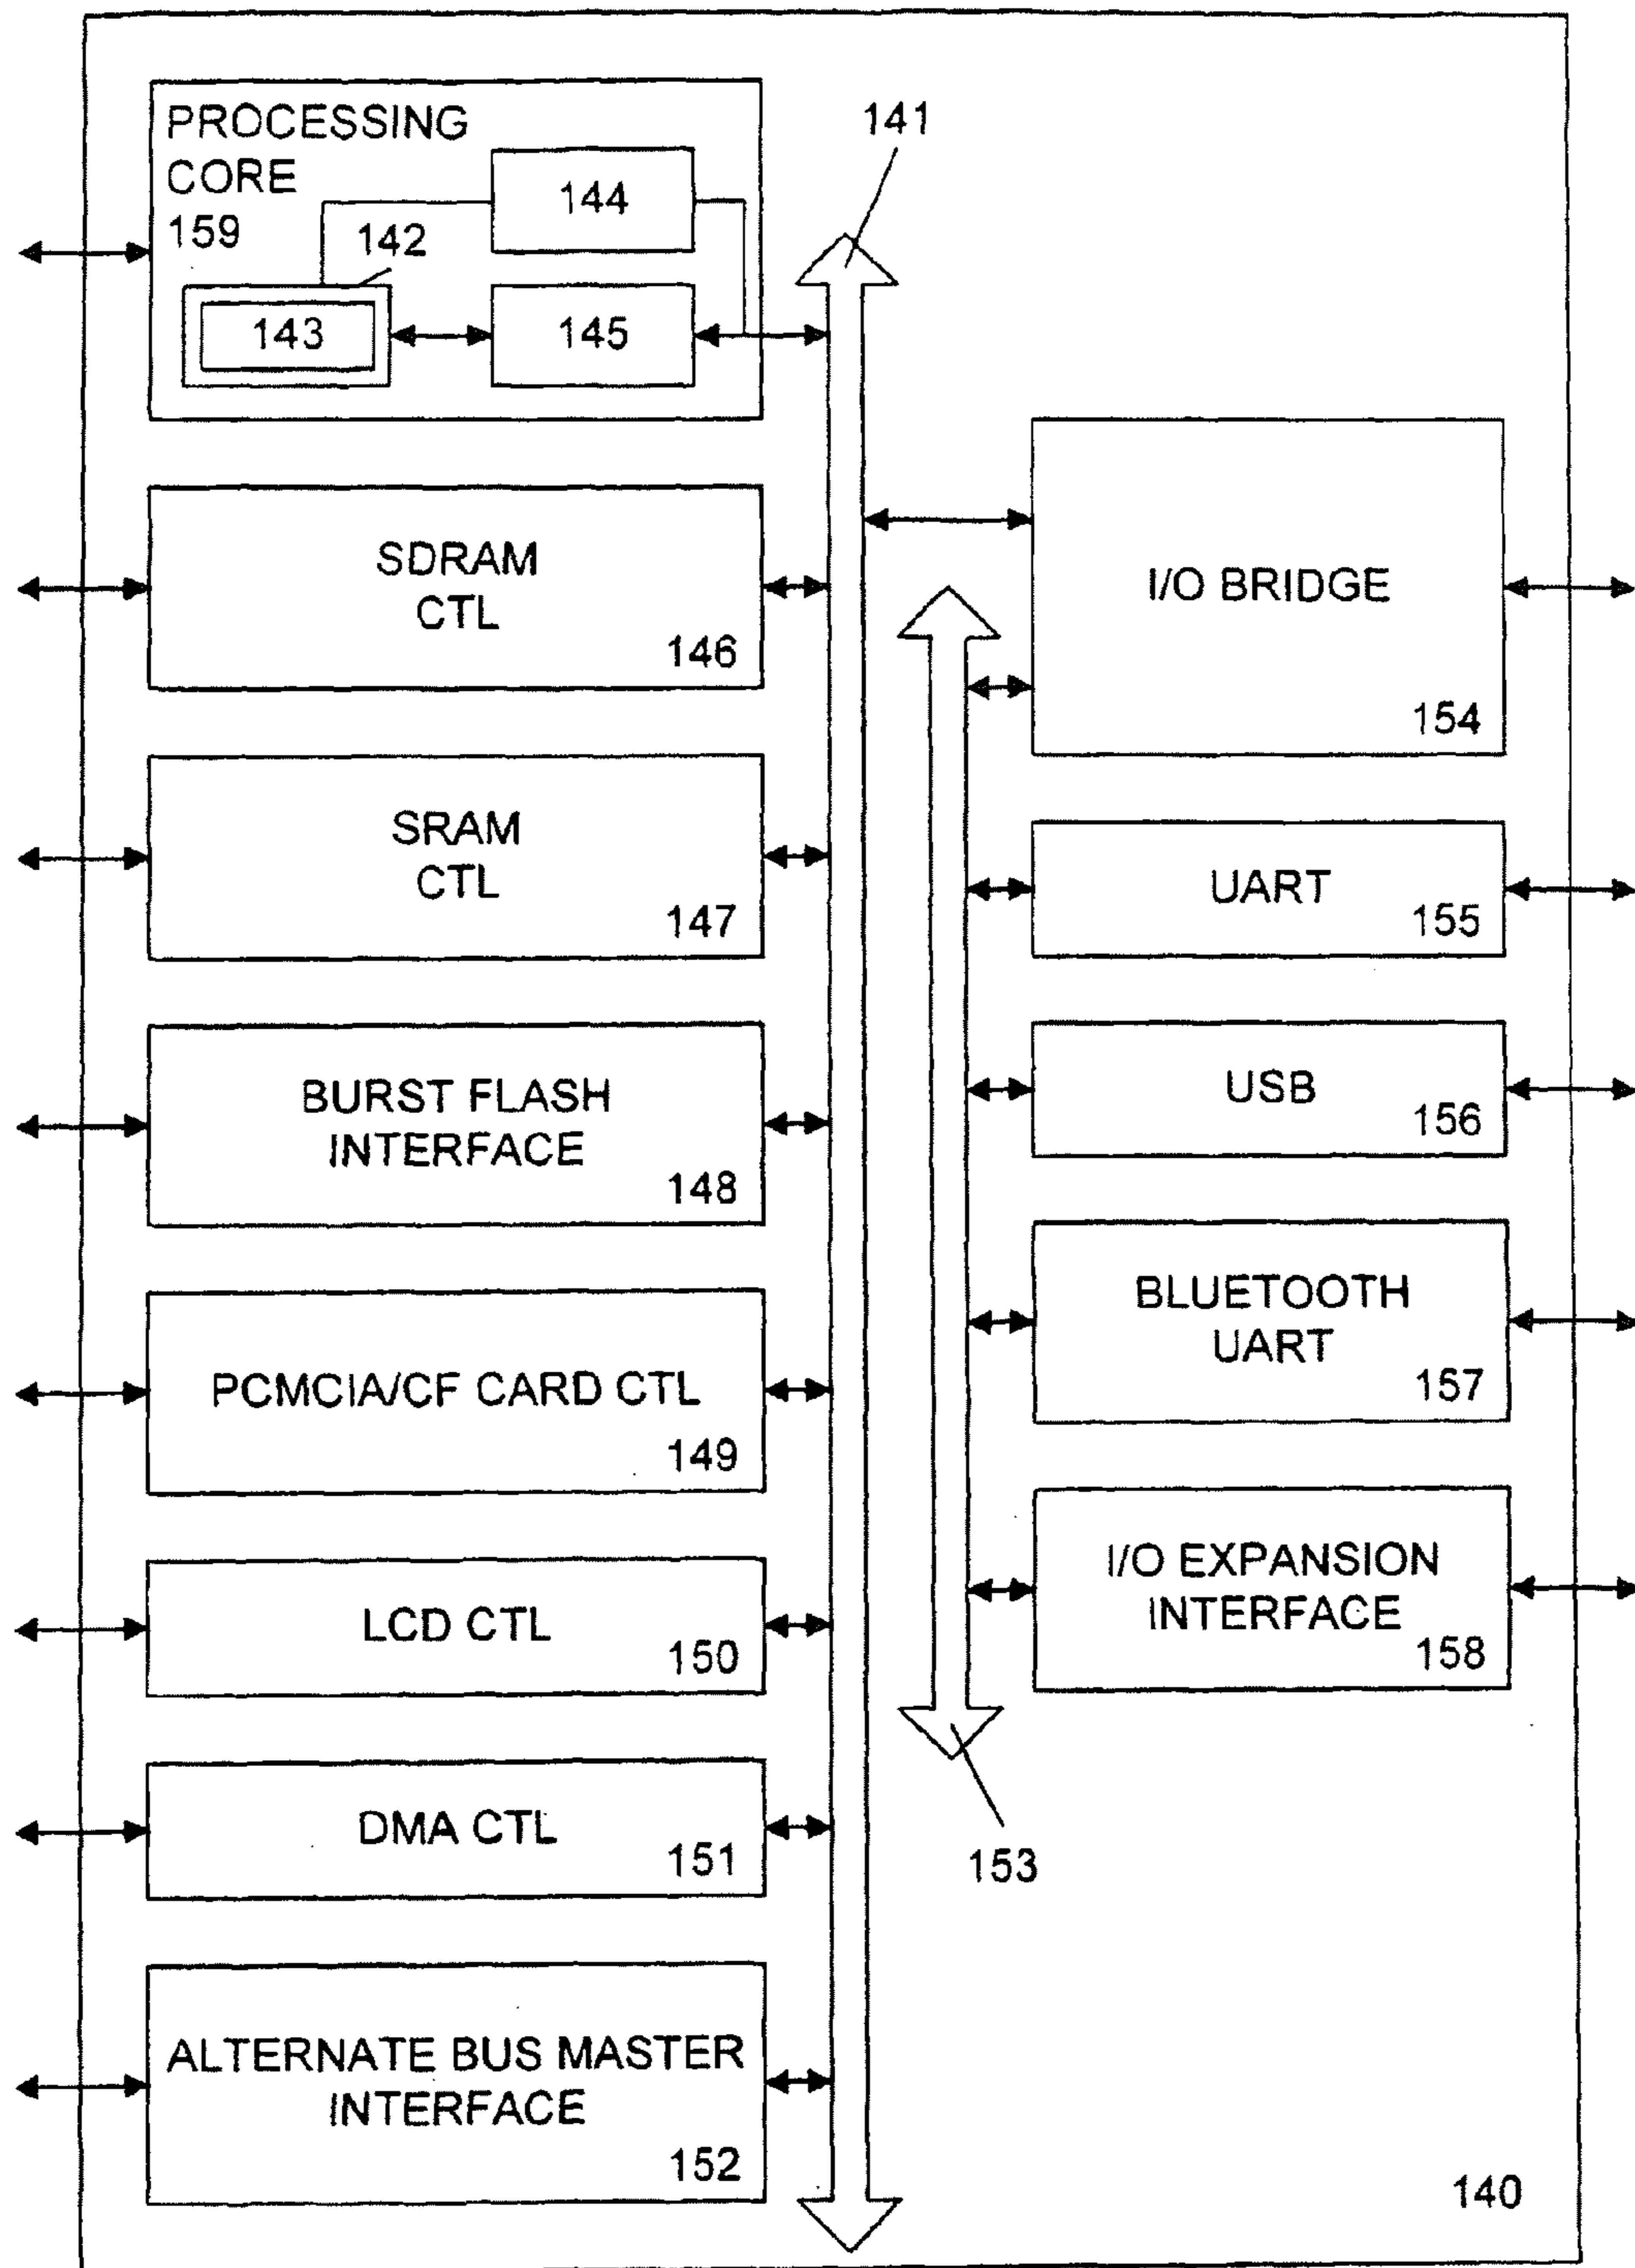 PROCESSING
CORE
159
142
144
143
145
141
SDRAM
CTL
146
SRAM
CTL
147
BURST FLASH
INTERFACE
148
PCMCIA/CF CARD CTL
149
LCD CTL
150
DMA CTL
151
ALTERNATE BUS MASTER
INTERFACE
152
I/O BRIDGE
154
UART
155
USB
156
BLUETOOTH
UART
157
I/O EXPANSION
INTERFACE
158
153
140